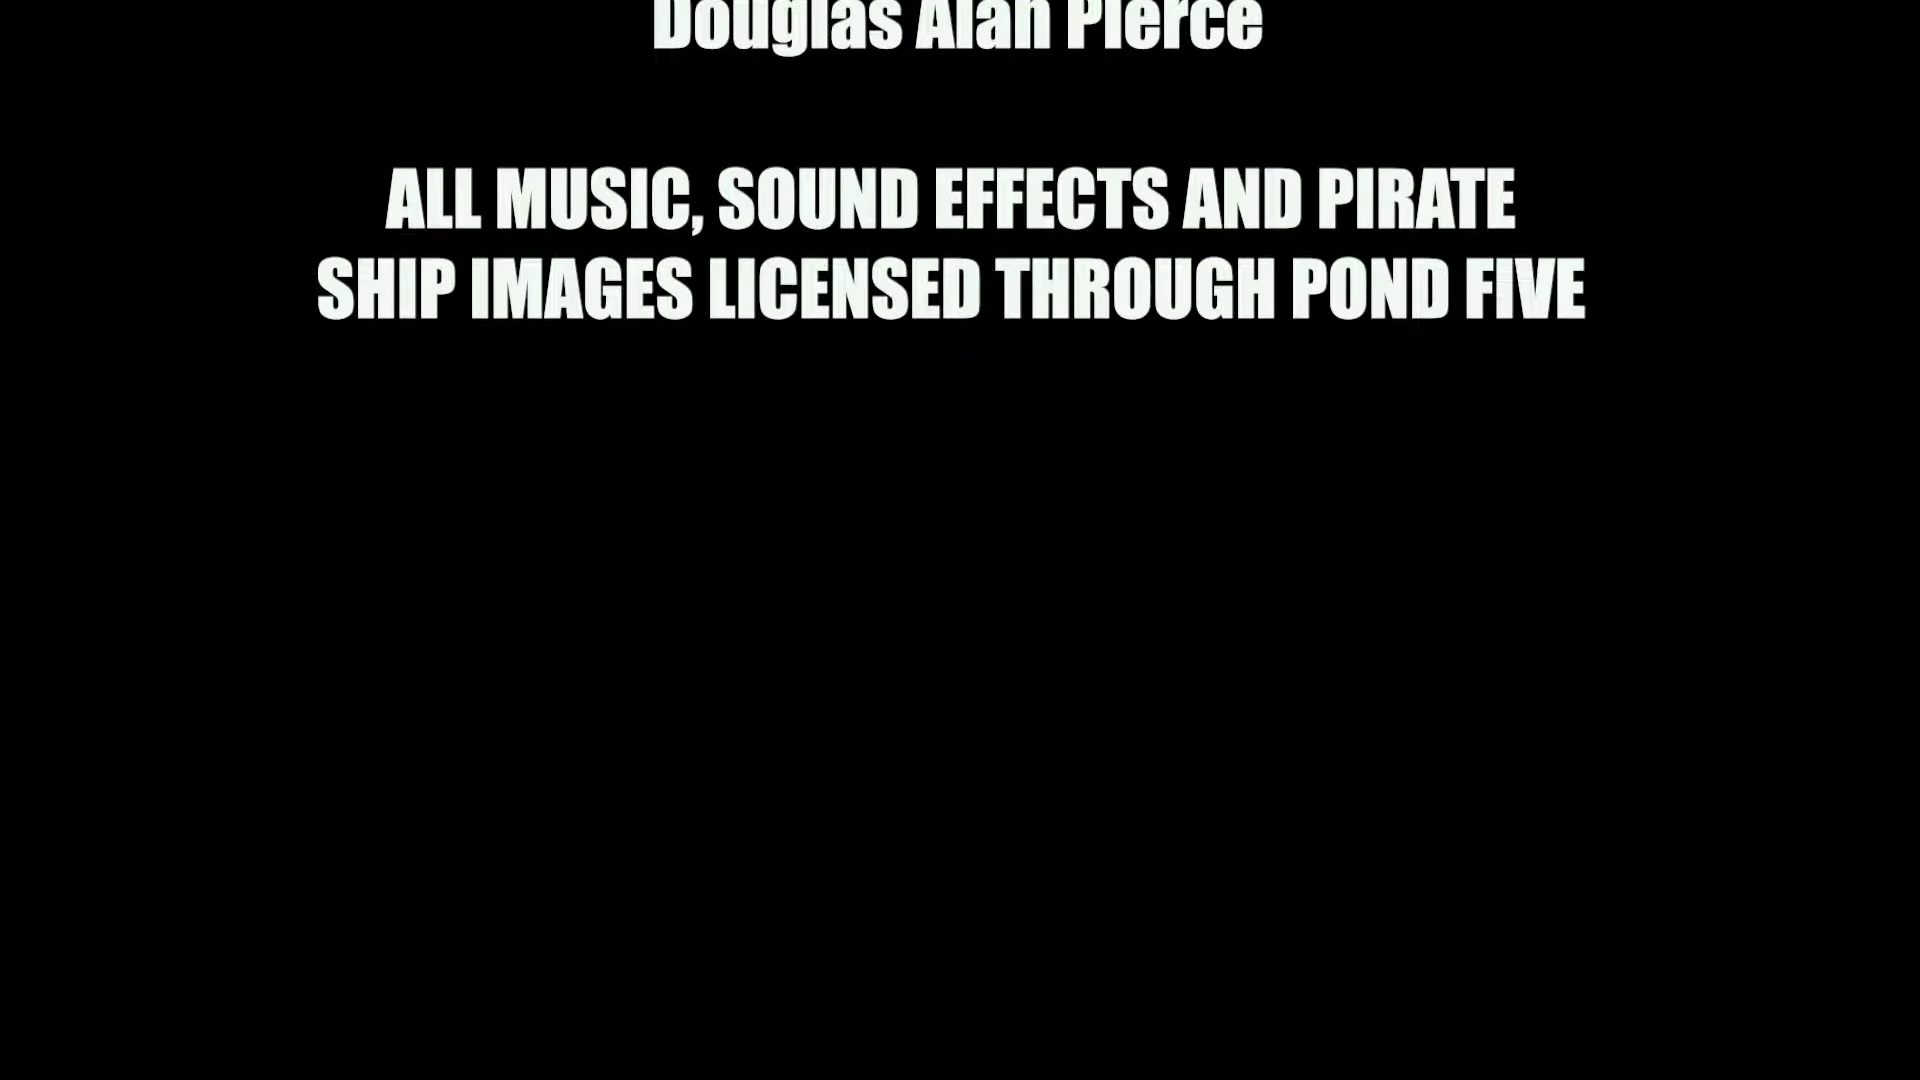 Douglas Alan Pierce
ALL MUSIC, SOUND EFFECTS AND PIRATE
SHIP IMAGES LICENSED THROUGH POND FIVE